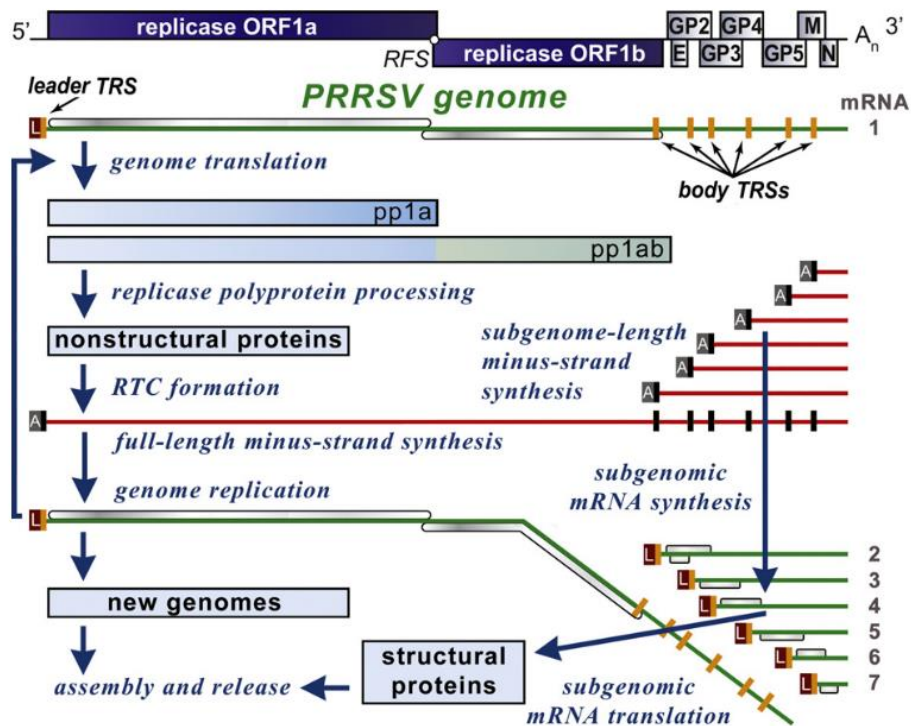 5'
replicase ORF1a
GP2
GP4
M
An
3'
RFS
replicase ORF1b
E
GP3
GP5
N
leader TRS
PRRSV genome
mRNA
L
1
genome translation
body TRSs
pp1a
pp1ab
replicase polyprotein processing
A
A
A
A
A
A
subgenome-length
minus-strand
synthesis
nonstructural proteins
RTC formation
A
full-length minus-strand synthesis
genome replication
subgenomic
mRNA synthesis
L
L
2
L
3
L
4
L
5
L
6
L
7
new genomes
structural
proteins
assembly and release
subgenomic
mRNA translation